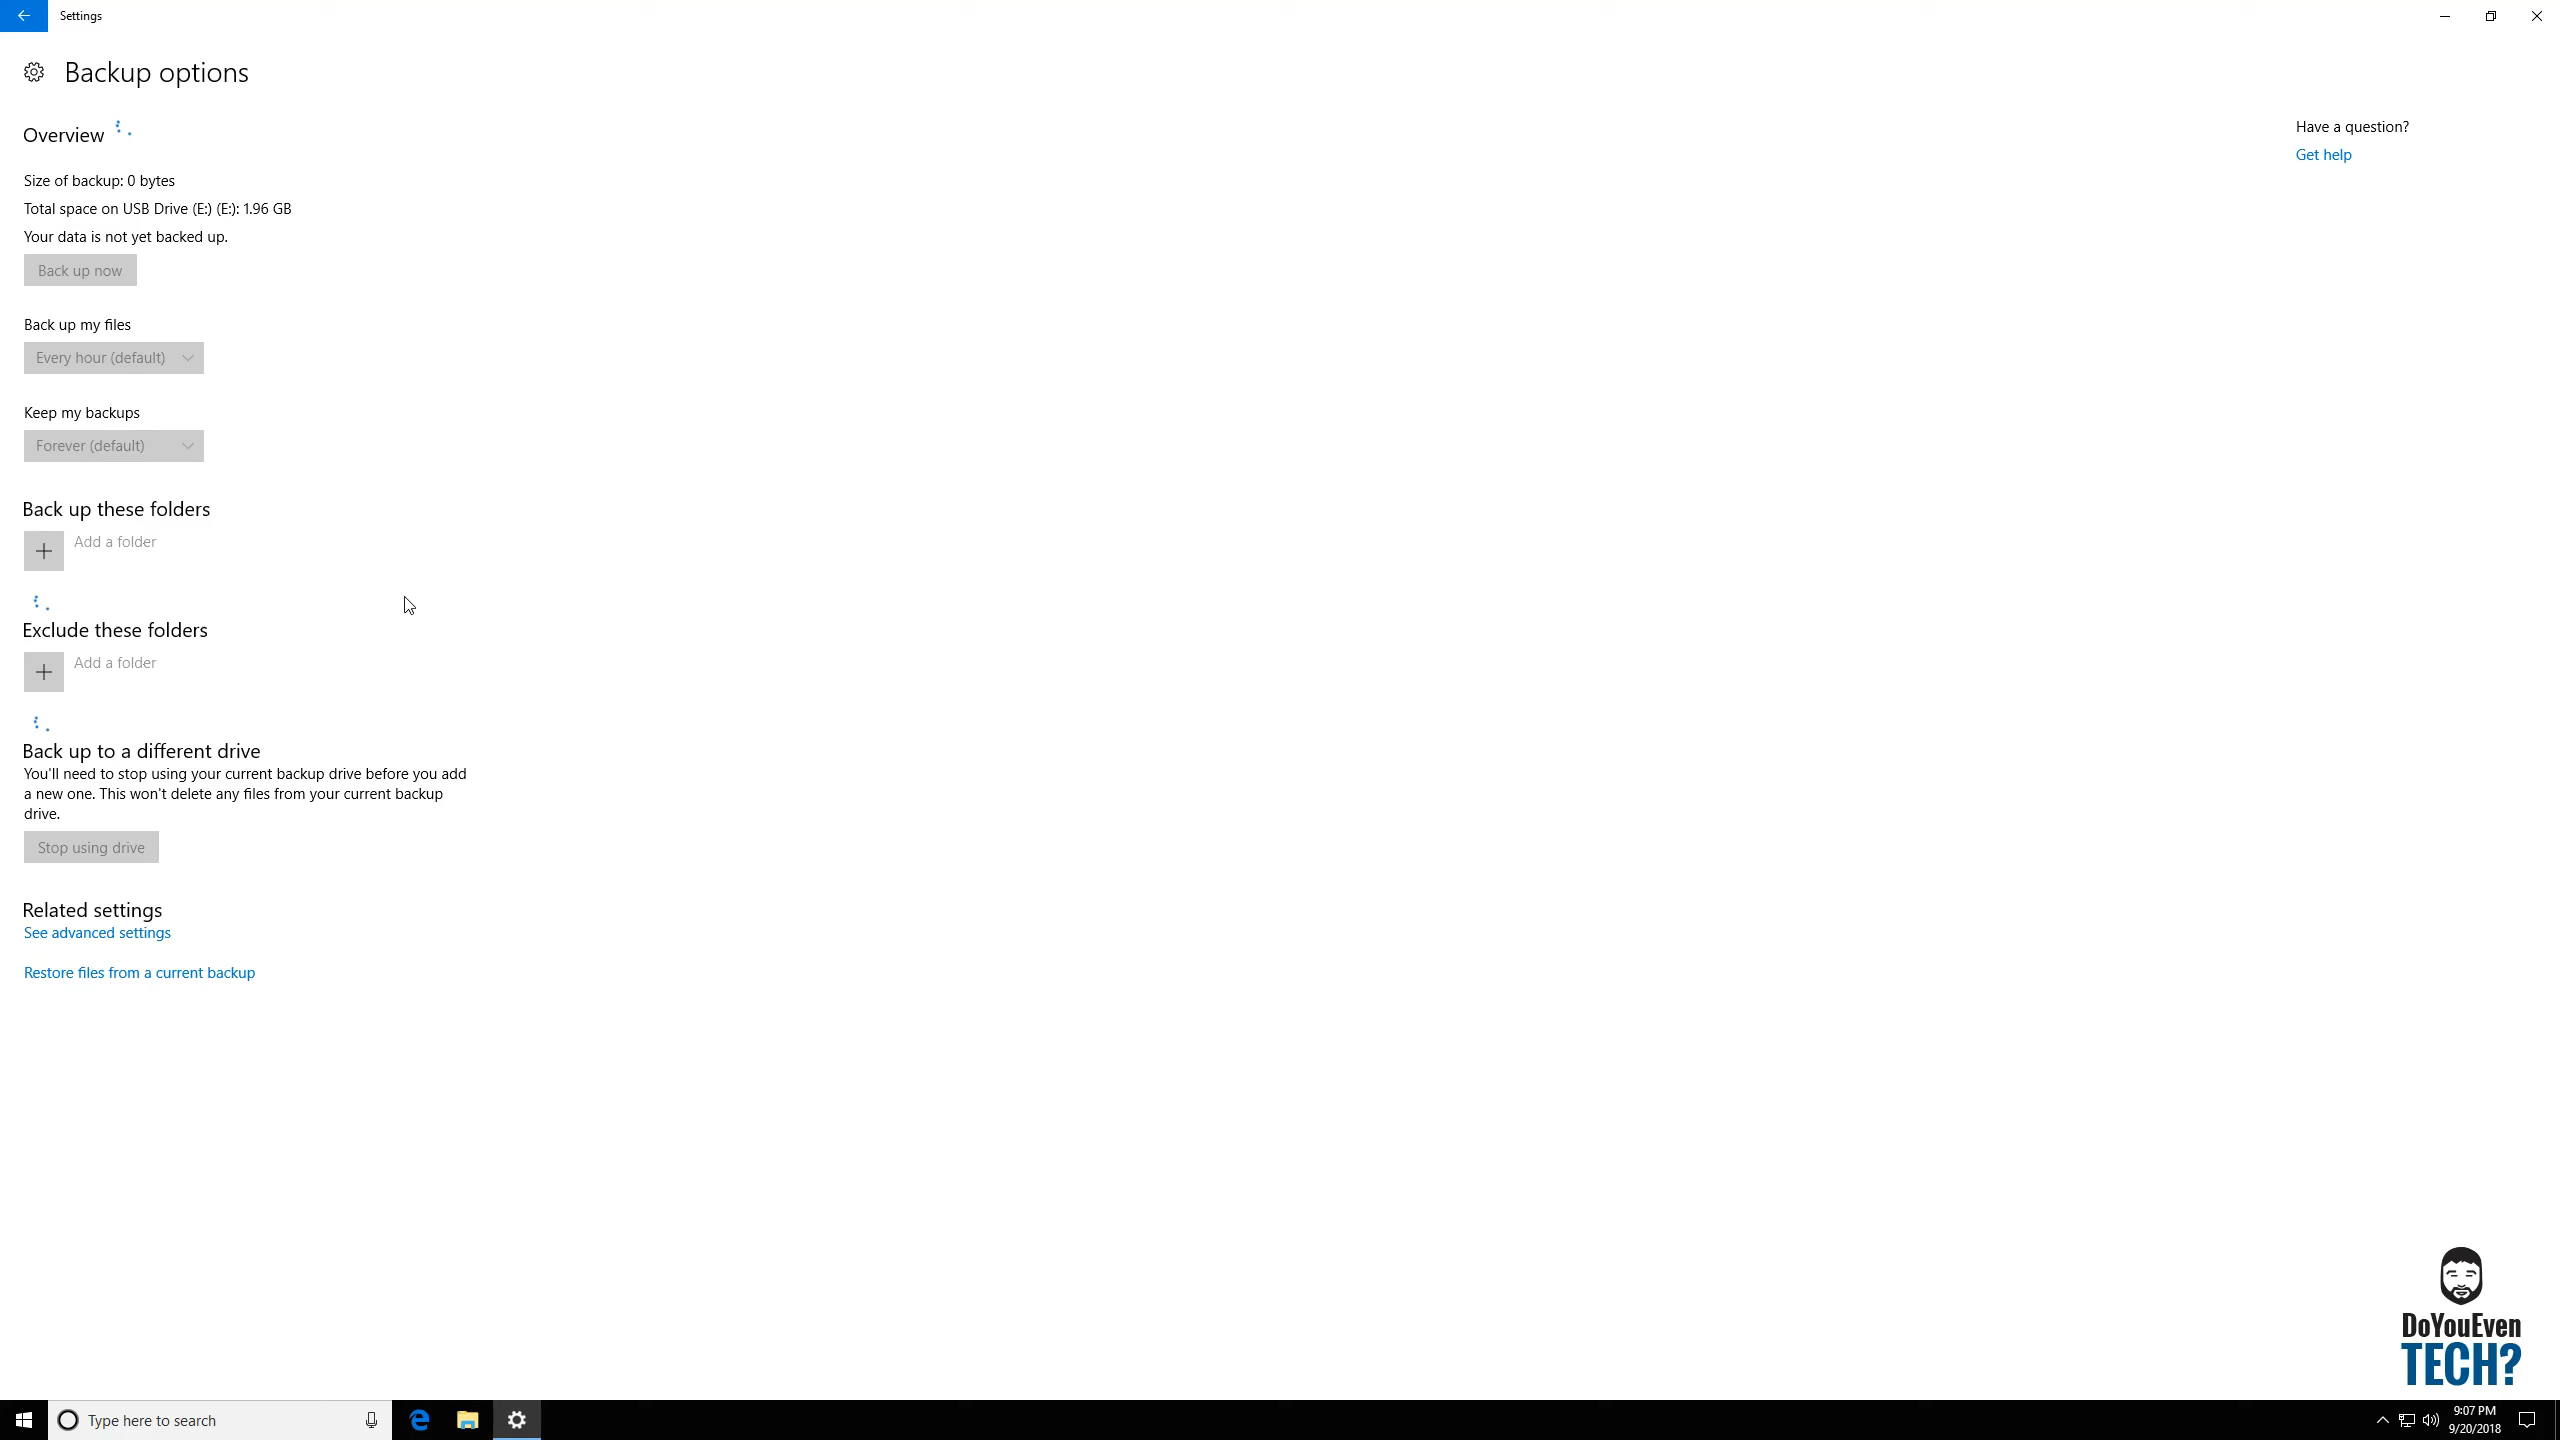 Settings
Backup options
Overview
Size of backup: 0 bytes
Total space on USB Drive (E:) (E:): 1.96 GB
Your data is not yet backed up.
Back up now
Back up my files
Every hour (default)
Keep my backups
Forever (default)
Back up these folders
Add a folder
Exclude these folders
Add a folder
Back up to a different drive
You'll need to stop using your current backup drive before you add
a new one. This won't delete any files from your current backup
drive.
Stop using drive
Related settings
See advanced settings
Restore files from a current backup
Have a question?
Get help
DoYouEven
TECH?
Type here to search
9:07 PM
9/20/2018